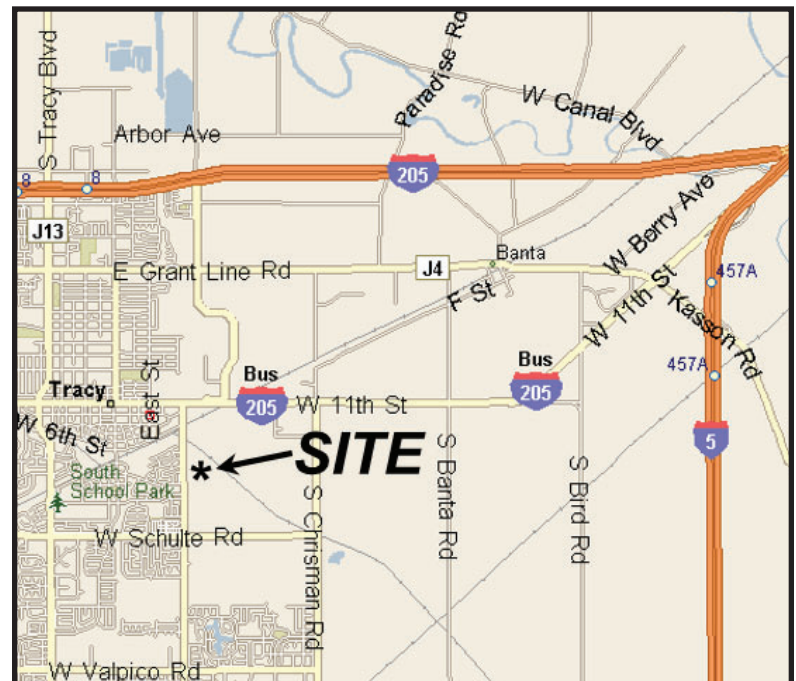 Paradise Rd
S Tracy Blvd
W Canal Blvd
Arbor Ave
8
8
205
J13
W Berry Ave
Banta
E Grant Line Rd
J4
457A
F St
W 11th St
Kasson Rd
Bus
205
Bus
205
457A
East St
Tracy
W 11th St
W 6th St
SITE
*
5
South
School Park
S Banta Rd
S Bird Rd
S Chrisman Rd
W Schulte Rd
W Valpico Rd